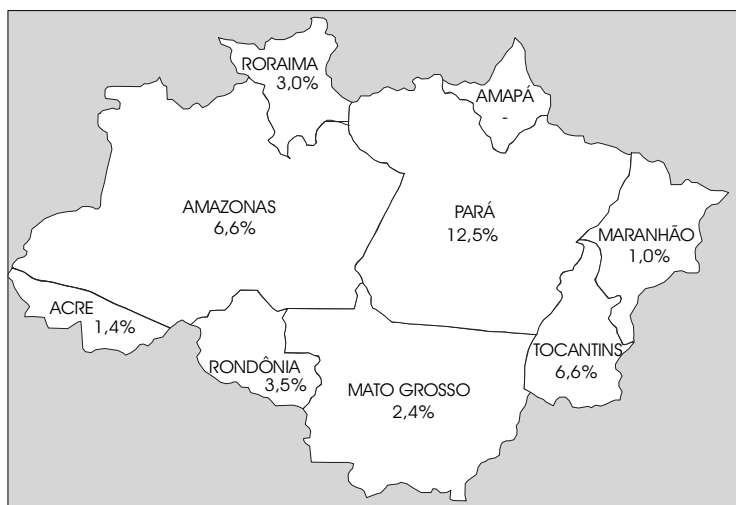 RORAIMA
3,0%
AMAPÁ
-
AMAZONAS
6,6%
PARÁ
12,5%
MARANHÃO
1,0%
ACRE
1,4%
RONDÔNIA
3,5%
MATO GROSSO
2,4%
TOCANTINS
6,6%